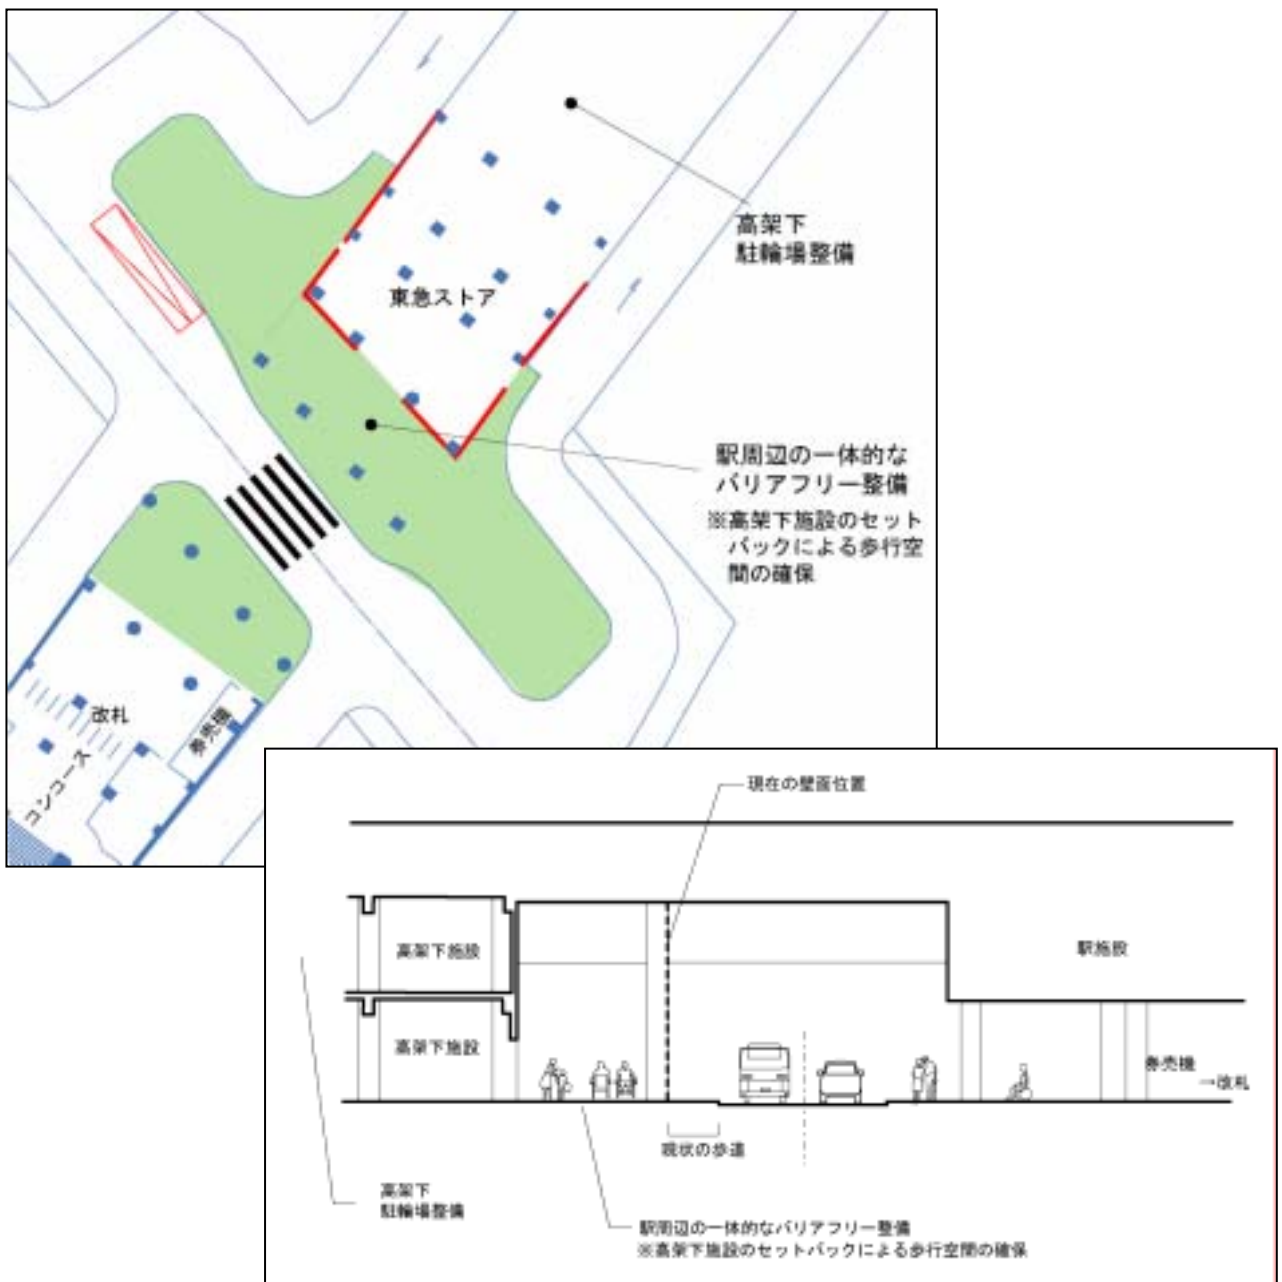 高架下
駐輪場整備
東急ストア
駅周辺の一体的な
バリアフリー整備
※高架下施設のセット
バックによる歩行空
間の確保
改札
券売機
コンコース
現在の壁面位置
高架下施設
駅施設
高架下施設
券売機
→改札
現状の歩道
高架下
駐輪場整備
駅周辺の一体的なバリアフリー整備
※高架下施設のセットバックによる歩行空間の確保